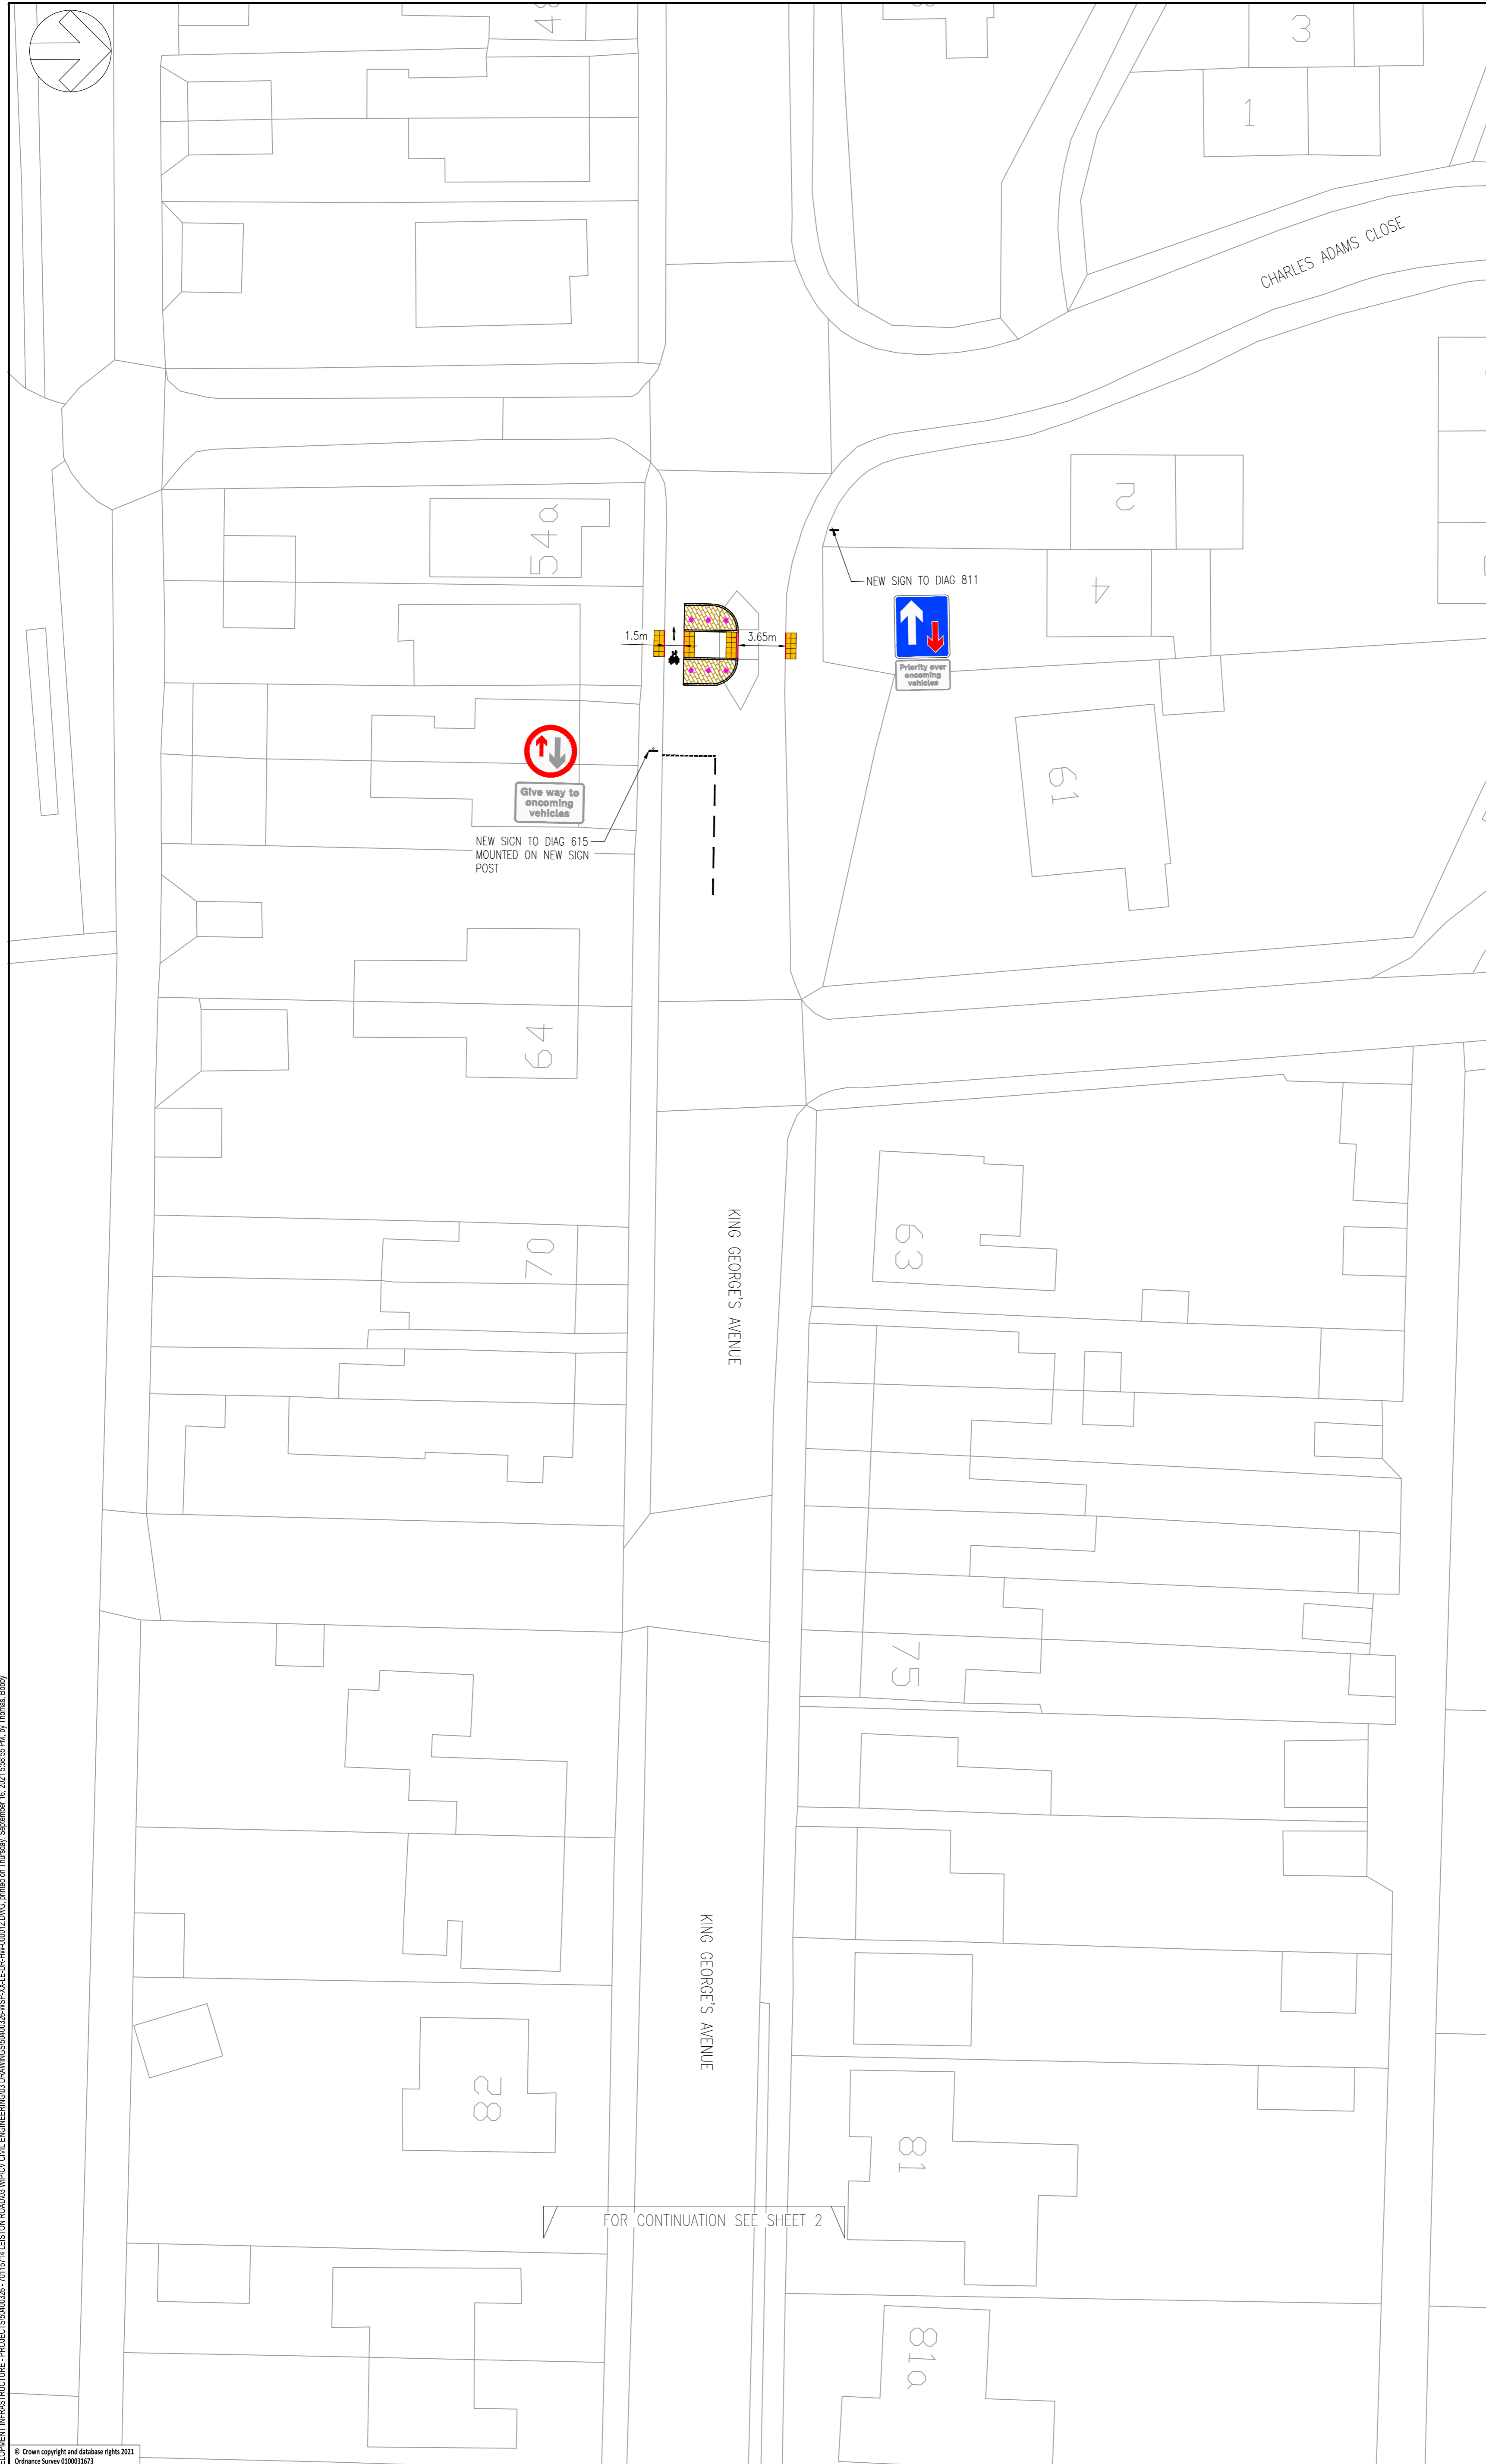 48
3
1
CHARLES ADAMS CLOSE
54a
2
4
NEW SIGN TO DIAG 811
1.5m
3.65m
Priority over
oncoming
vehicles
61
Give way to
oncoming
vehicles
NEW SIGN TO DIAG 615
MOUNTED ON NEW SIGN
POST
64
KING GEORGE'S AVENUE
63
70
75
KING GEORGE'S AVENUE
28
81
FOR CONTINUATION SEE SHEET 2
81a
© Crown copyright and database rights 2021
Ordnance Survey 0100031673